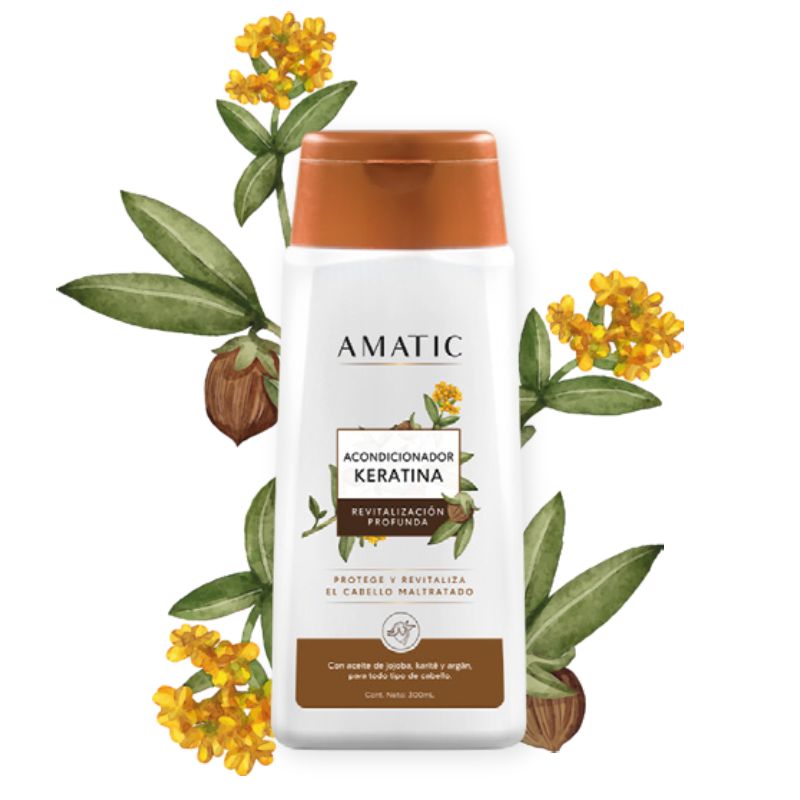 AMATIC
ACONDICIONADOR
KERATINA
REVITALIZACIÓN
PROFUNDA
PROTEGE Y REVITALIZA
EL CABELLO MALTRATADO
Con aceite de jojoba, karité y argán,
para todo tipo de cabello.
Cont. Neto: 300mL